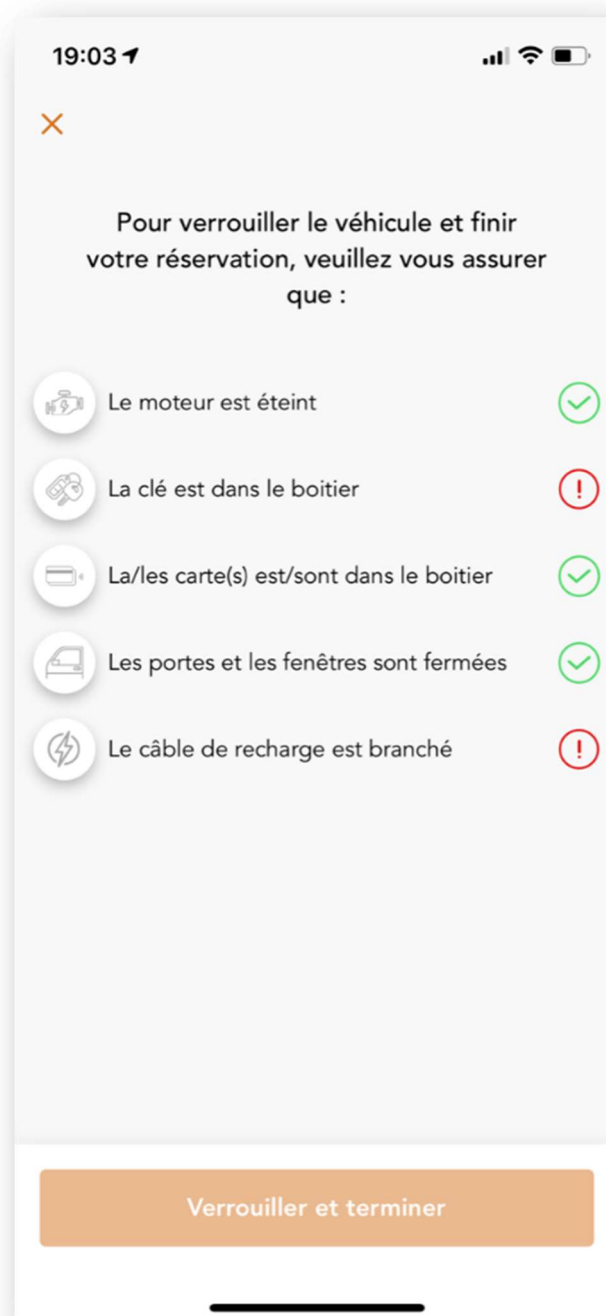 19:03
Pour verrouiller le véhicule et finir
votre réservation, veuillez vous assurer
que :
Le moteur est éteint
La clé est dans le boitier
La/les carte(s) est/sont dans le boitier
Les portes et les fenêtres sont fermées
Le câble de recharge est branché
Verrouiller et terminer